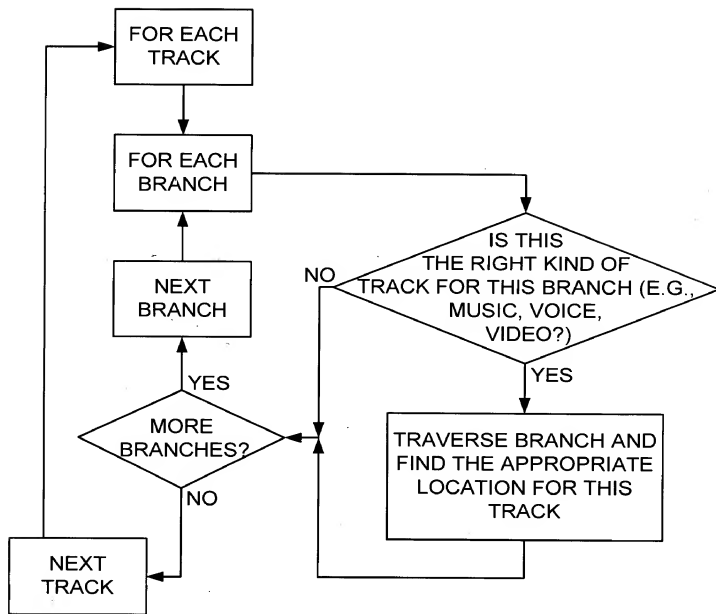 FOR EACH
TRACK
FOR EACH
BRANCH
IS THIS
THE RIGHT KIND OF
TRACK FOR THIS BRANCH (E.G.,
MUSIC, VOICE,
VIDEO?)
NO
YES
NEXT
BRANCH
YES
MORE
BRANCHES?
NO
TRAVERSE BRANCH AND
FIND THE APPROPRIATE
LOCATION FOR THIS
TRACK
NEXT
TRACK